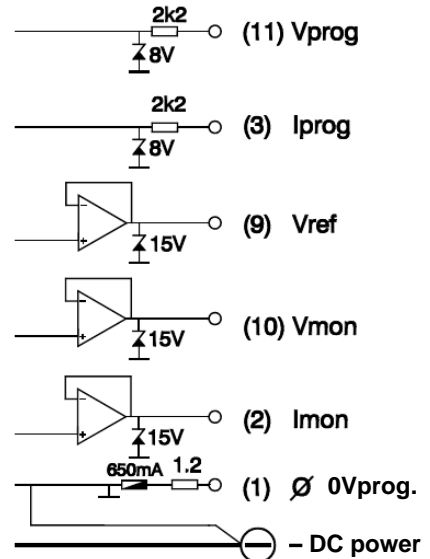 2k2
(11) Vprog
8V
2k2
(3) Iprog
8V
(9) Vref
15V
(10) Vmon
15V
(2) Imon
15V
650mA 1.2
(1) Ø 0Vprog.
– DC power